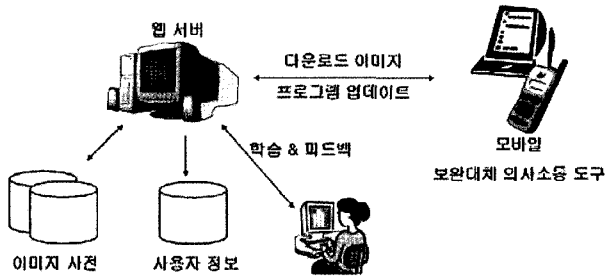 웹 서버
다운로드 이미지
프로그램 업데이트
모바일
보완대체 의사소통 도구
학습 & 피드백
이미지 사전
사용자 정보